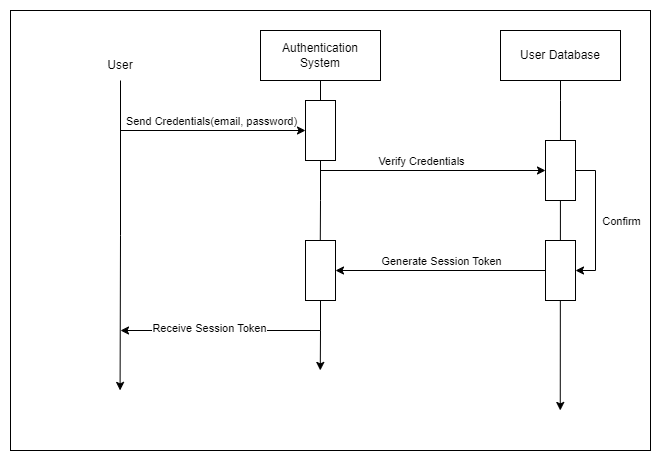 User
Authentication
System
User Database
Send Credentials(email, password)
Verify Credentials
Confirm
Generate Session Token
Receive Session Token